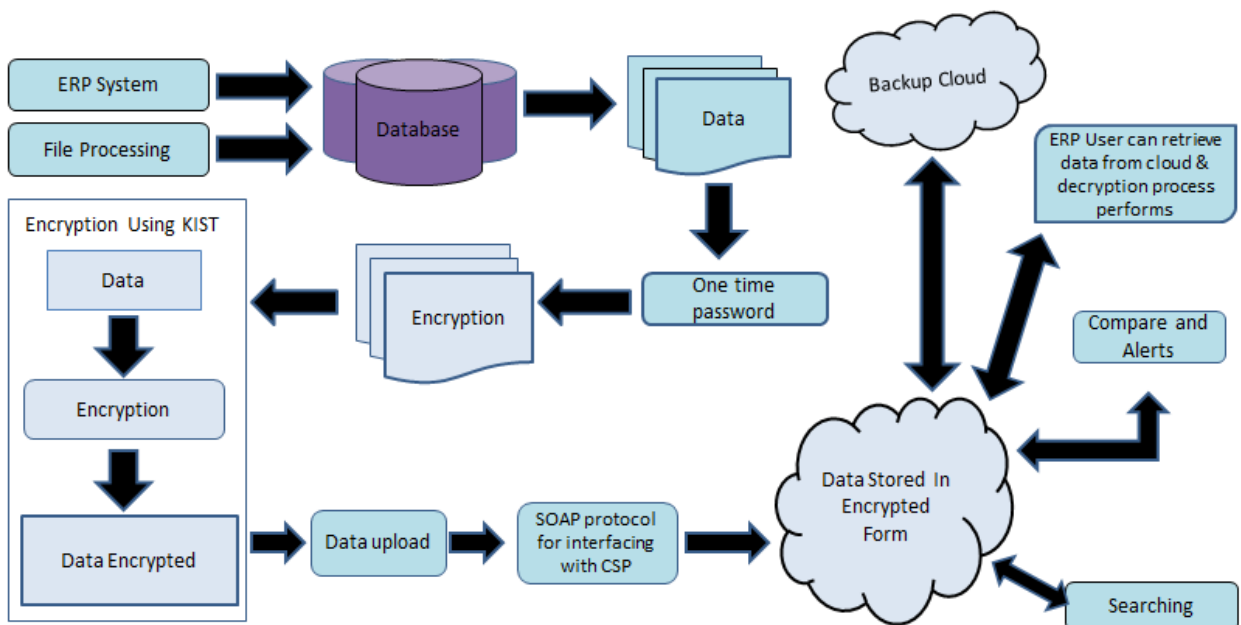 ERP System
File Processing
Database
Data
Backup Cloud
ERP User can retrieve
data from cloud &
decryption process
performs
Encryption Using KIST
Data
Encryption
Data Encrypted
Encryption
One time
password
Compare and
Alerts
Data upload
SOAP protocol
for interfacing
with CSP
Data Stored In
Encrypted
Form
Searching